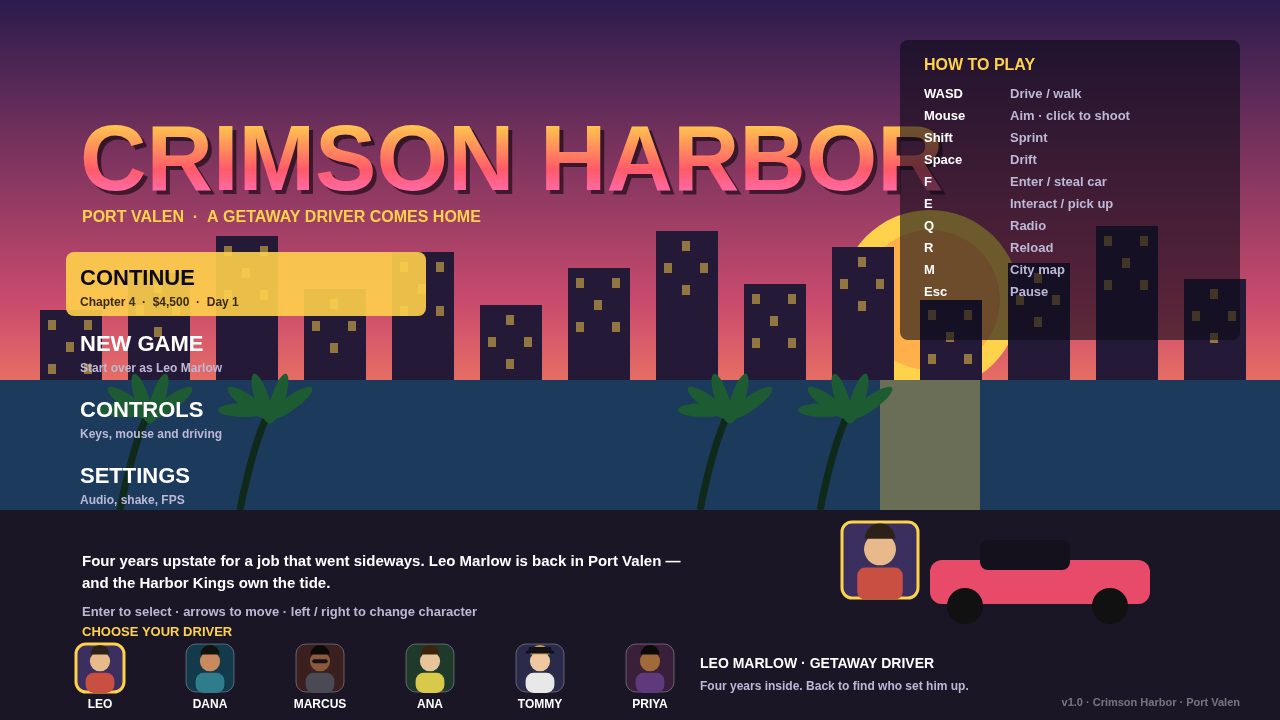 CRIMSON HARBOR
PORT VALEN · A GETAWAY DRIVER COMES HOME
CONTINUE
Chapter 4 · $4,500 · Day 1
NEW GAME
Start over as Leo Marlow
CONTROLS
Keys, mouse and driving
SETTINGS
Audio, shake, FPS
HOW TO PLAY
WASD Drive / walk
Mouse Aim · click to shoot
Shift Sprint
Space Drift
F Enter / steal car
E Interact / pick up
Q Radio
R Reload
M City map
Esc Pause
Four years upstate for a job that went sideways. Leo Marlow is back in Port Valen —
and the Harbor Kings own the tide.
Enter to select · arrows to move · left / right to change character
CHOOSE YOUR DRIVER
LEO DANA MARCUS ANA TOMMY PRIYA
LEO MARLOW · GETAWAY DRIVER
Four years inside. Back to find who set him up.
v1.0 · Crimson Harbor · Port Valen